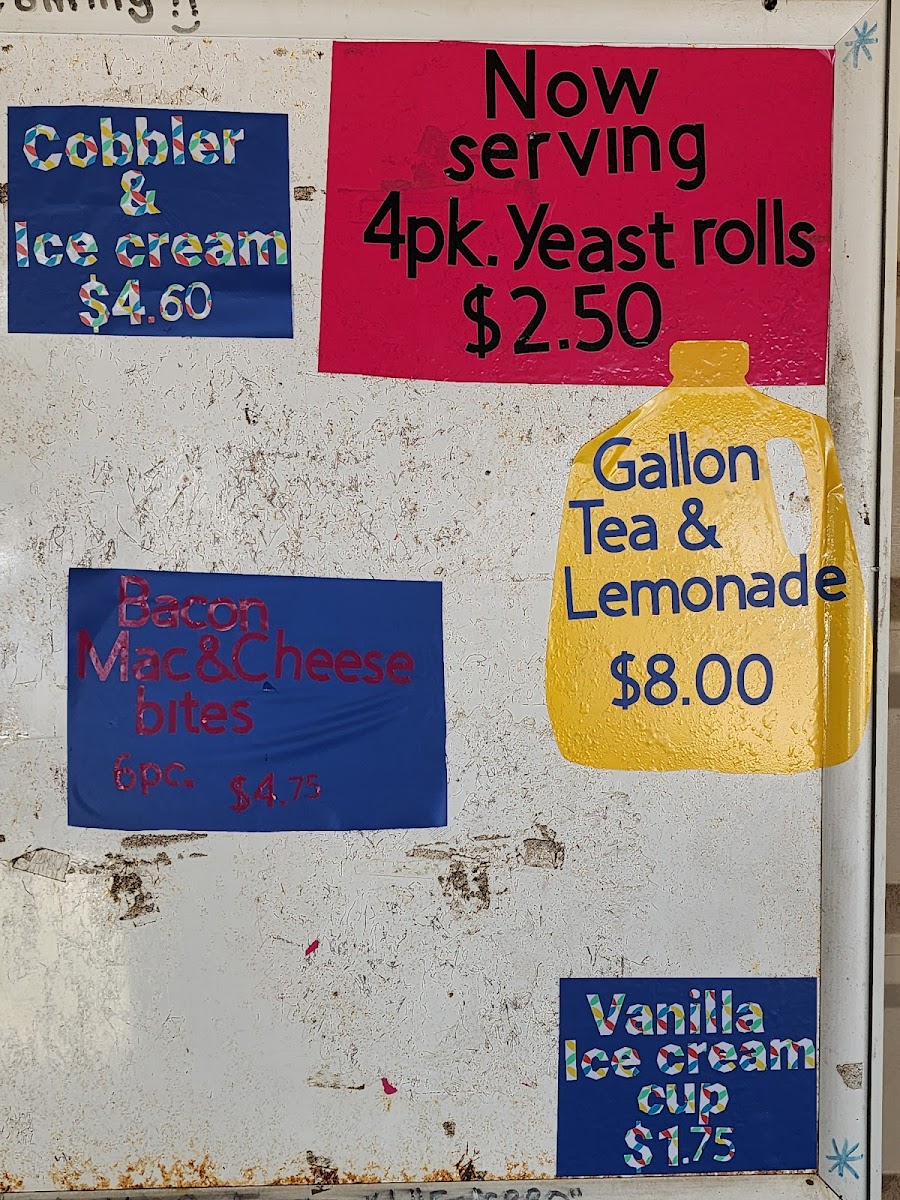 Cobbler
&
Ice cream
$4.60
Now
serving
4pk. Yeast rolls
$2.50
Gallon
Tea &
Lemonade
$8.00
Bacon
Mac&Cheese
bites
6pc. $4.75
Vanilla
Ice cream
cup
$1.75